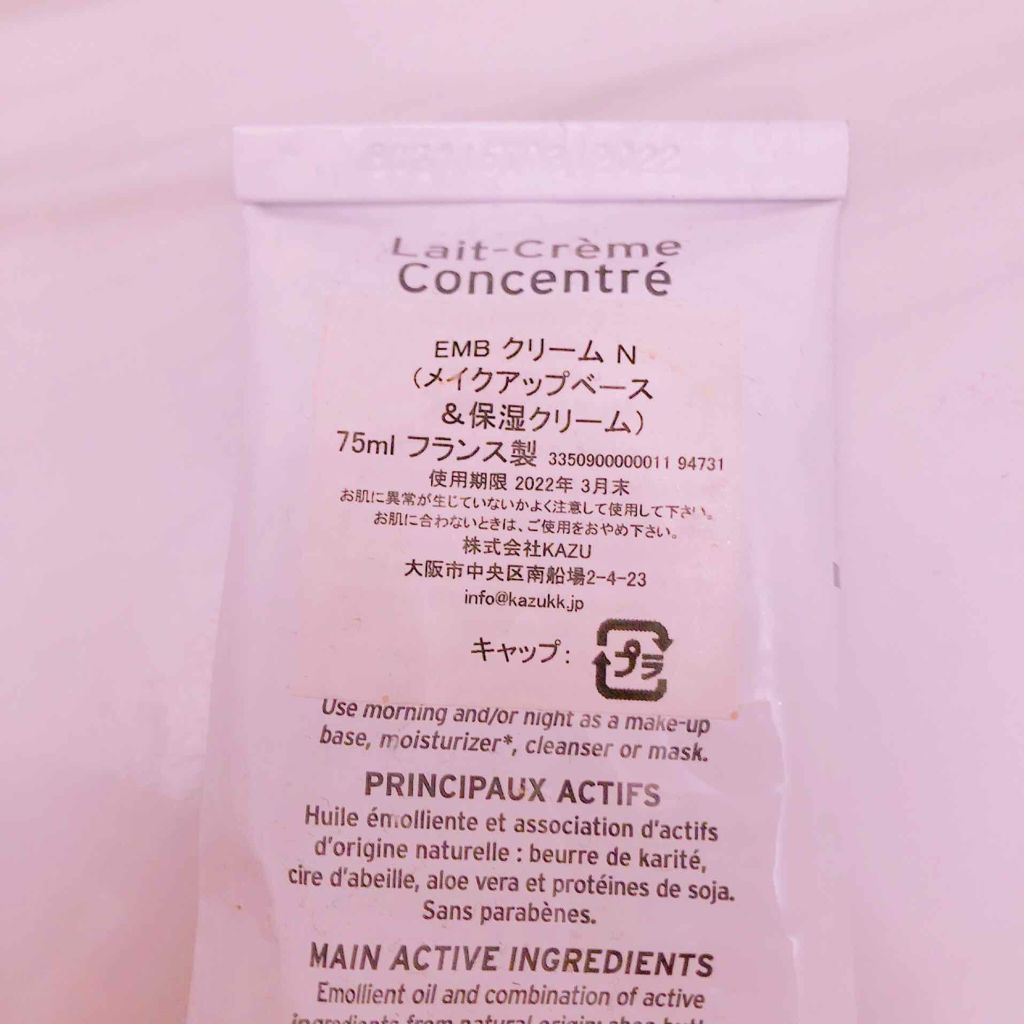 Lait-Crème
Concentré
EMB クリーム N
(メイクアップベース
&保湿クリーム)
75ml フランス製 3350900000011 94731
使用期限 2022年 3月末
お肌に異常が生じていないかよく注意して使用して下さい。
お肌に合わないときは、ご使用をおやめ下さい。
株式会社KAZU
大阪市中央区南船場2-4-23
info@kazukk.jp
キャップ: プラ
Use morning and/or night as a make-up
base, moisturizer*, cleanser or mask.
PRINCIPAUX ACTIFS
Huile émolliente et association d'actifs
d'origine naturelle : beurre de karité,
cire d'abeille, aloe vera et protéines de soja.
Sans parabènes.
MAIN ACTIVE INGREDIENTS
Emollient oil and combination of active
ingredients from natural origin: shea